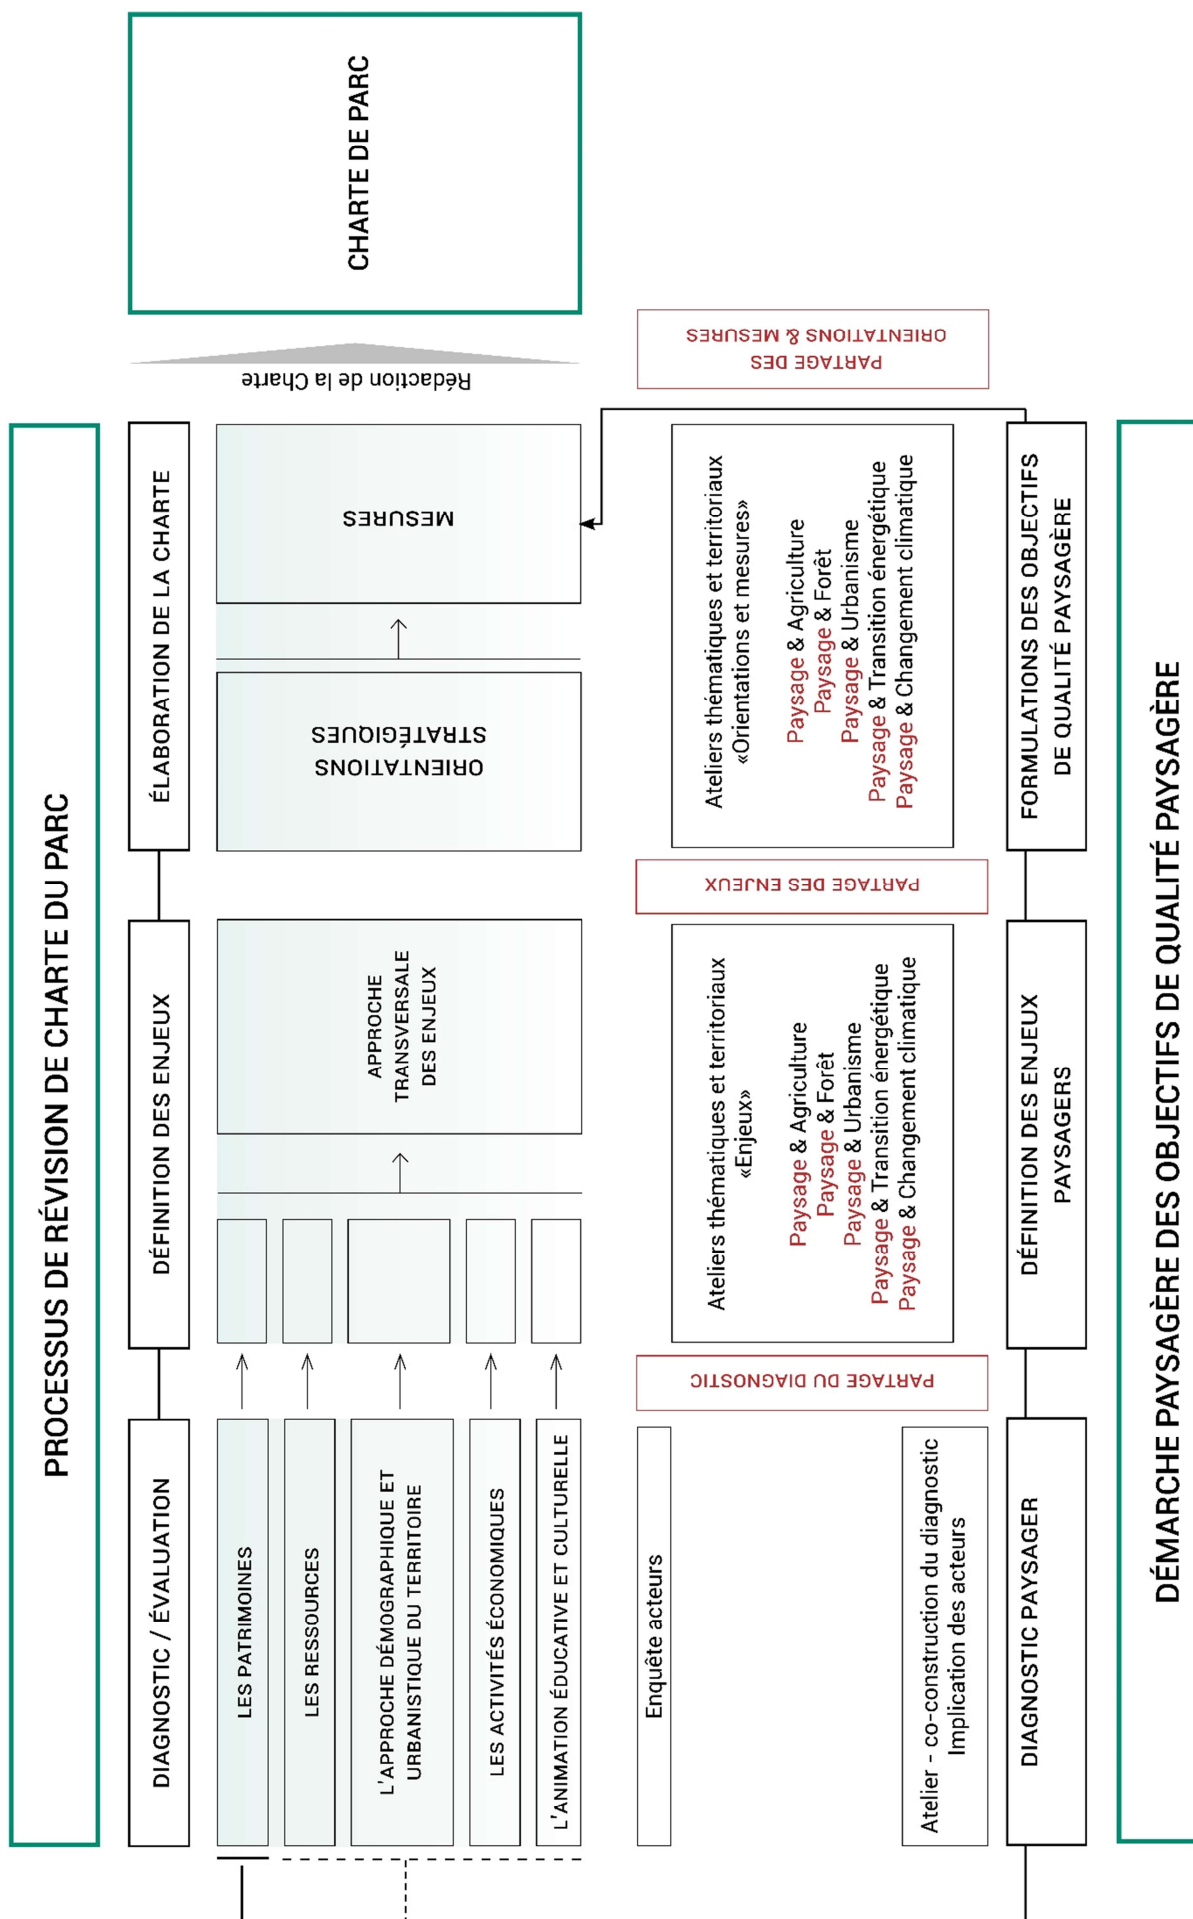 PROCESSUS DE RÉVISION DE CHARTE DU PARC
DIAGNOSTIC / ÉVALUATION
DÉFINITION DES ENJEUX
ÉLABORATION DE LA CHARTE
LES PATRIMOINES
LES RESSOURCES
L'APPROCHE DÉMOGRAPHIQUE ET
URBANISTIQUE DU TERRITOIRE
LES ACTIVITÉS ÉCONOMIQUES
L'ANIMATION ÉDUCATIVE ET CULTURELLE
APPROCHE
TRANSVERSALE
DES ENJEUX
ORIENTATIONS
STRATÉGIQUES
MESURES
Rédaction de la Charte
CHARTE DE PARC
Enquête acteurs
Atelier - co-construction du diagnostic
Implication des acteurs
PARTAGE DU DIAGNOSTIC
Ateliers thématiques et territoriaux
«Enjeux»
Paysage & Agriculture
Paysage & Forêt
Paysage & Urbanisme
Paysage & Transition énergétique
Paysage & Changement climatique
PARTAGE DES ENJEUX
Ateliers thématiques et territoriaux
«Orientations et mesures»
Paysage & Agriculture
Paysage & Forêt
Paysage & Urbanisme
Paysage & Transition énergétique
Paysage & Changement climatique
PARTAGE DES
ORIENTATIONS & MESURES
DIAGNOSTIC PAYSAGER
DÉFINITION DES ENJEUX
PAYSAGERS
FORMULATIONS DES OBJECTIFS
DE QUALITÉ PAYSAGÈRE
DÉMARCHE PAYSAGÈRE DES OBJECTIFS DE QUALITÉ PAYSAGÈRE